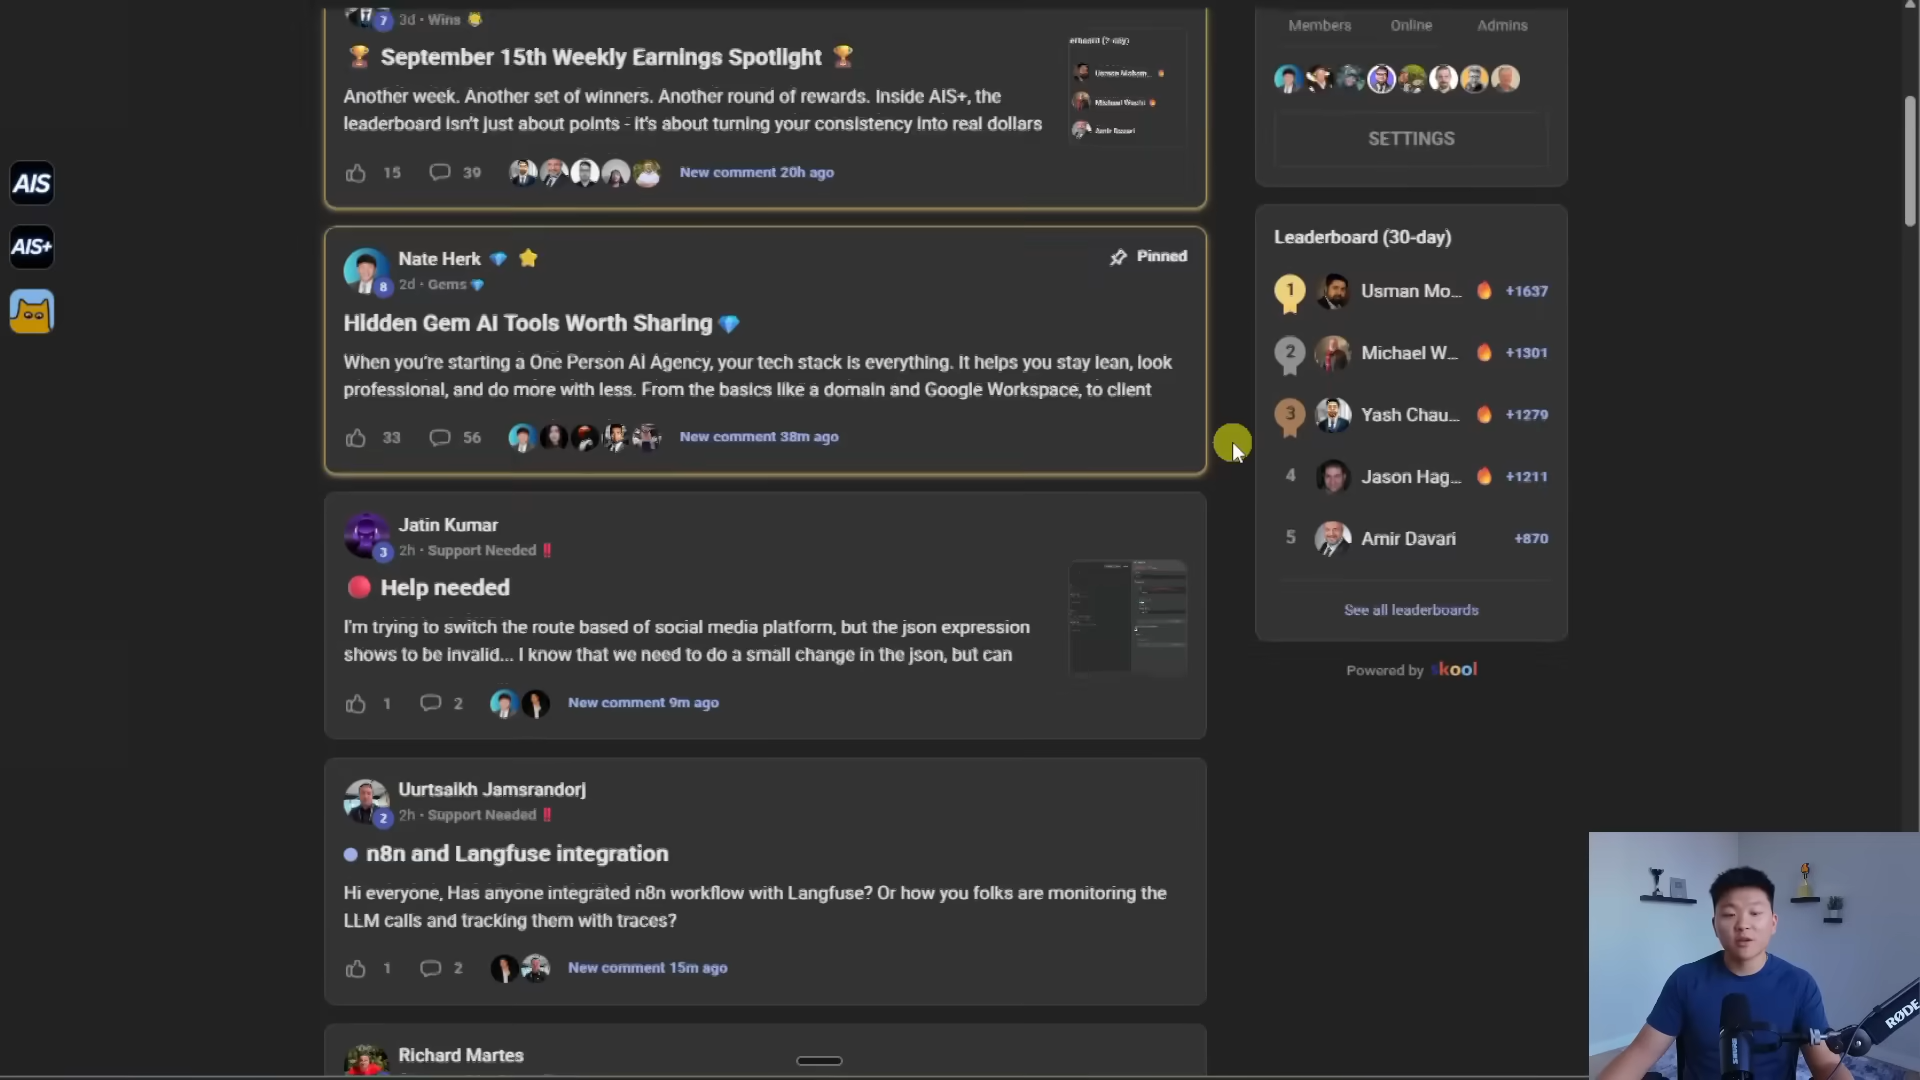 7 3d • Wins
Members Online Admins
🏆 September 15th Weekly Earnings Spotlight 🏆
Another week. Another set of winners. Another round of rewards. Inside AIS+, the
leaderboard isn't just about points - it's about turning your consistency into real dollars
15 39 New comment 20h ago
SETTINGS
AIS
AIS+
Nate Herk 💎 ⭐
Pinned
8 2d • Gems 💎
Hidden Gem AI Tools Worth Sharing 💎
When you're starting a One Person AI Agency, your tech stack is everything. It helps you stay lean, look
professional, and do more with less. From the basics like a domain and Google Workspace, to client
33 56 New comment 38m ago
Leaderboard (30-day)
1 Usman Mo... 🔥 +1637
2 Michael W... 🔥 +1301
3 Yash Chau... 🔥 +1279
4 Jason Hag... 🔥 +1211
5 Amir Davari +870
See all leaderboards
Powered by skool
Jatin Kumar
3 2h • Support Needed ‼️
🔴 Help needed
I'm trying to switch the route based of social media platform, but the json expression
shows to be invalid... I know that we need to do a small change in the json, but can
1 2 New comment 9m ago
Uurtsaikh Jamsrandorj
2 2h • Support Needed ‼️
n8n and Langfuse integration
Hi everyone, Has anyone integrated n8n workflow with Langfuse? Or how you folks are monitoring the
LLM calls and tracking them with traces?
1 2 New comment 15m ago
Richard Martes
RØDE
SHURE